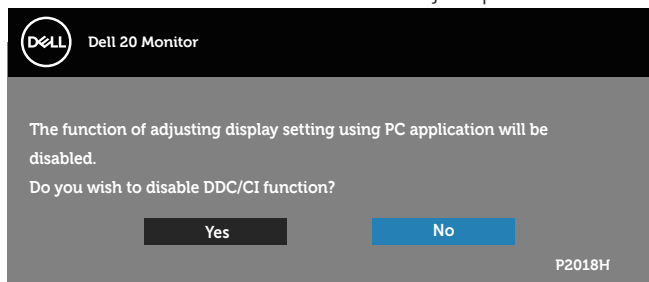 DELL
Dell 20 Monitor
The function of adjusting display setting using PC application will be
disabled.
Do you wish to disable DDC/CI function?
Yes
No
P2018H